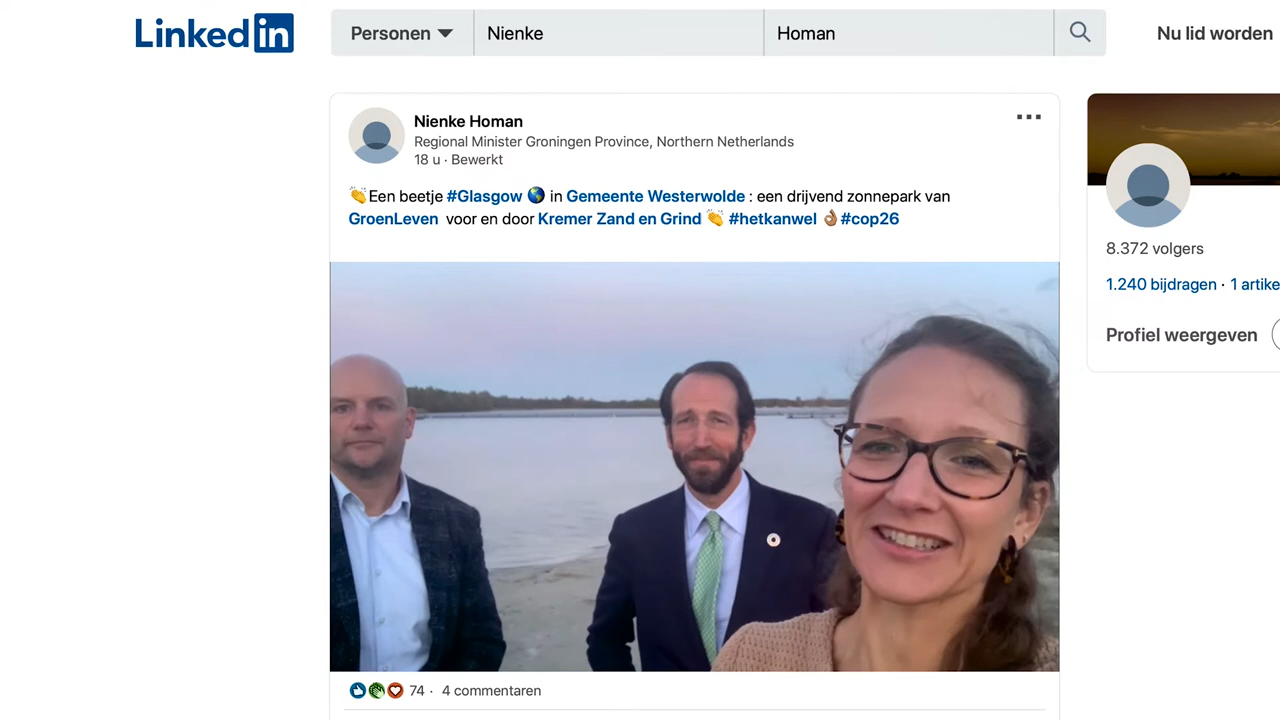 LinkedIn
Personen
Nienke
Homan
Nu lid worden
Nienke Homan
Regional Minister Groningen Province, Northern Netherlands
18 u · Bewerkt
👏Een beetje #Glasgow 🌎 in Gemeente Westerwolde : een drijvend zonnepark van
GroenLeven voor en door Kremer Zand en Grind 👏 #hetkanwel 👌🏽#cop26
8.372 volgers
1.240 bijdragen · 1 artike
Profiel weergeven
74 · 4 commentaren